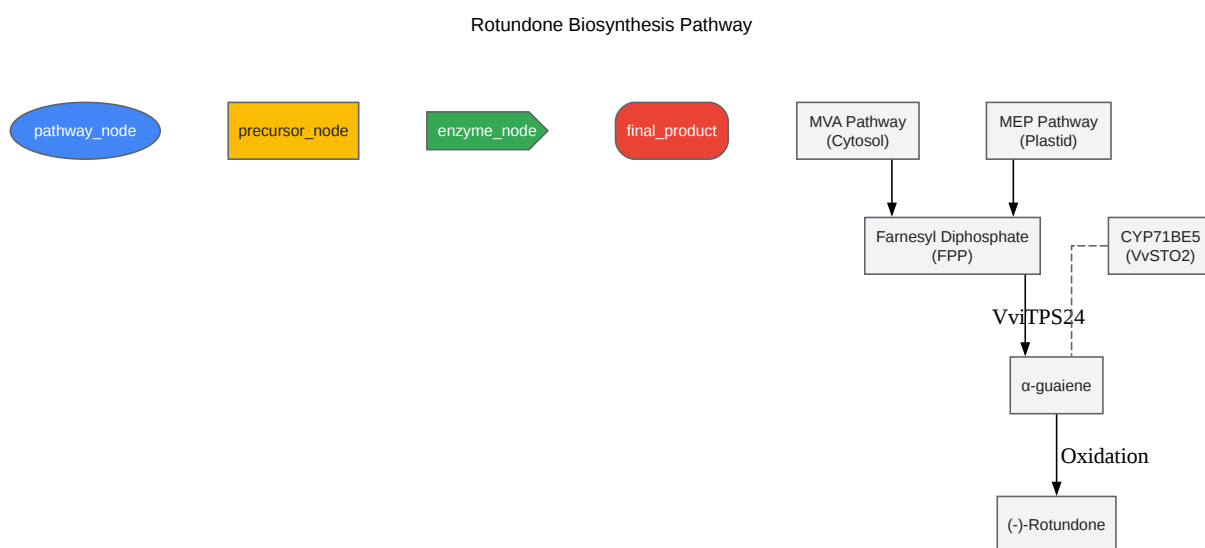 Rotundone Biosynthesis Pathway
pathway_node
precursor_node
enzyme_node
final_product
MVA Pathway
(Cytosol)
MEP Pathway
(Plastid)
Farnesyl Diphosphate
(FPP)
CYP71BE5
(VvSTO2)
VviTPS24
α-guaiene
Oxidation
(-)-Rotundone